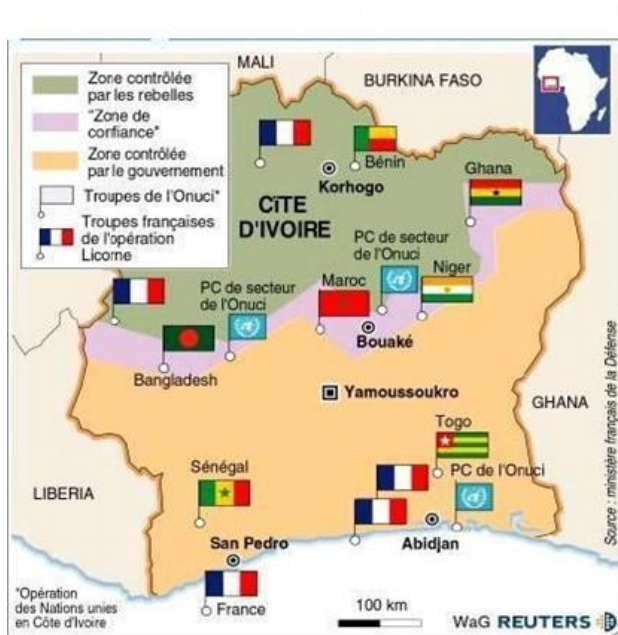 MALI
BURKINA FASO
Zone contrôlée
par les rebelles
"Zone de
confiance*
Zone contrôlée
par le gouvernement
Troupes de l'Onuci*
Troupes françaises
de l'opération
Licorne
Bénin
Korhogo
Ghana
CïTE
D'IVOIRE
PC de secteur
de l'Onuci
Niger
Maroc
PC de secteur
de l'Onuci
Bouaké
Bangladesh
Yamoussoukro
GHANA
Togo
PC de l'Onuci
Sénégal
LIBERIA
Abidjan
San Pedro
France
*Opération
des Nations unies
en Côte d'Ivoire
100 km
WaG REUTERS
Source : ministère français de la Défense